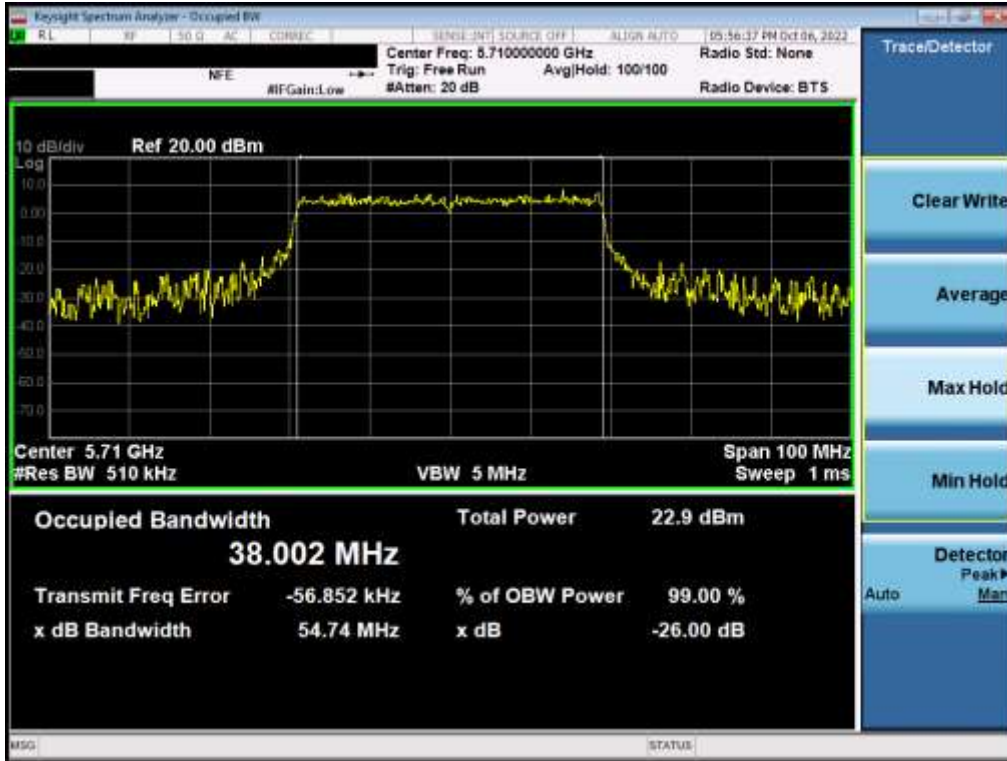 Keysight Spectrum Analyzer - Occupied BW
RL RF 50 Ω AC CORREC SENSE:INT SOURCE OFF ALIGN AUTO 05:56:37 PM Oct 06, 2022
Center Freq: 5.710000000 GHz Radio Std: None
NFE Trig: Free Run Avg|Hold: 100/100
#IFGain:Low #Atten: 20 dB Radio Device: BTS
10 dB/div Ref 20.00 dBm
Log
10.0
0.00
-10.0
-20.0
-30.0
-40.0
-50.0
-60.0
-70.0
Center 5.71 GHz Span 100 MHz
#Res BW 510 kHz VBW 5 MHz Sweep 1 ms
Occupied Bandwidth Total Power 22.9 dBm
38.002 MHz
Transmit Freq Error -56.852 kHz % of OBW Power 99.00 %
x dB Bandwidth 54.74 MHz x dB -26.00 dB
MSG STATUS
Trace/Detector
Clear Write
Average
Max Hold
Min Hold
Detector
Peak
Auto Man